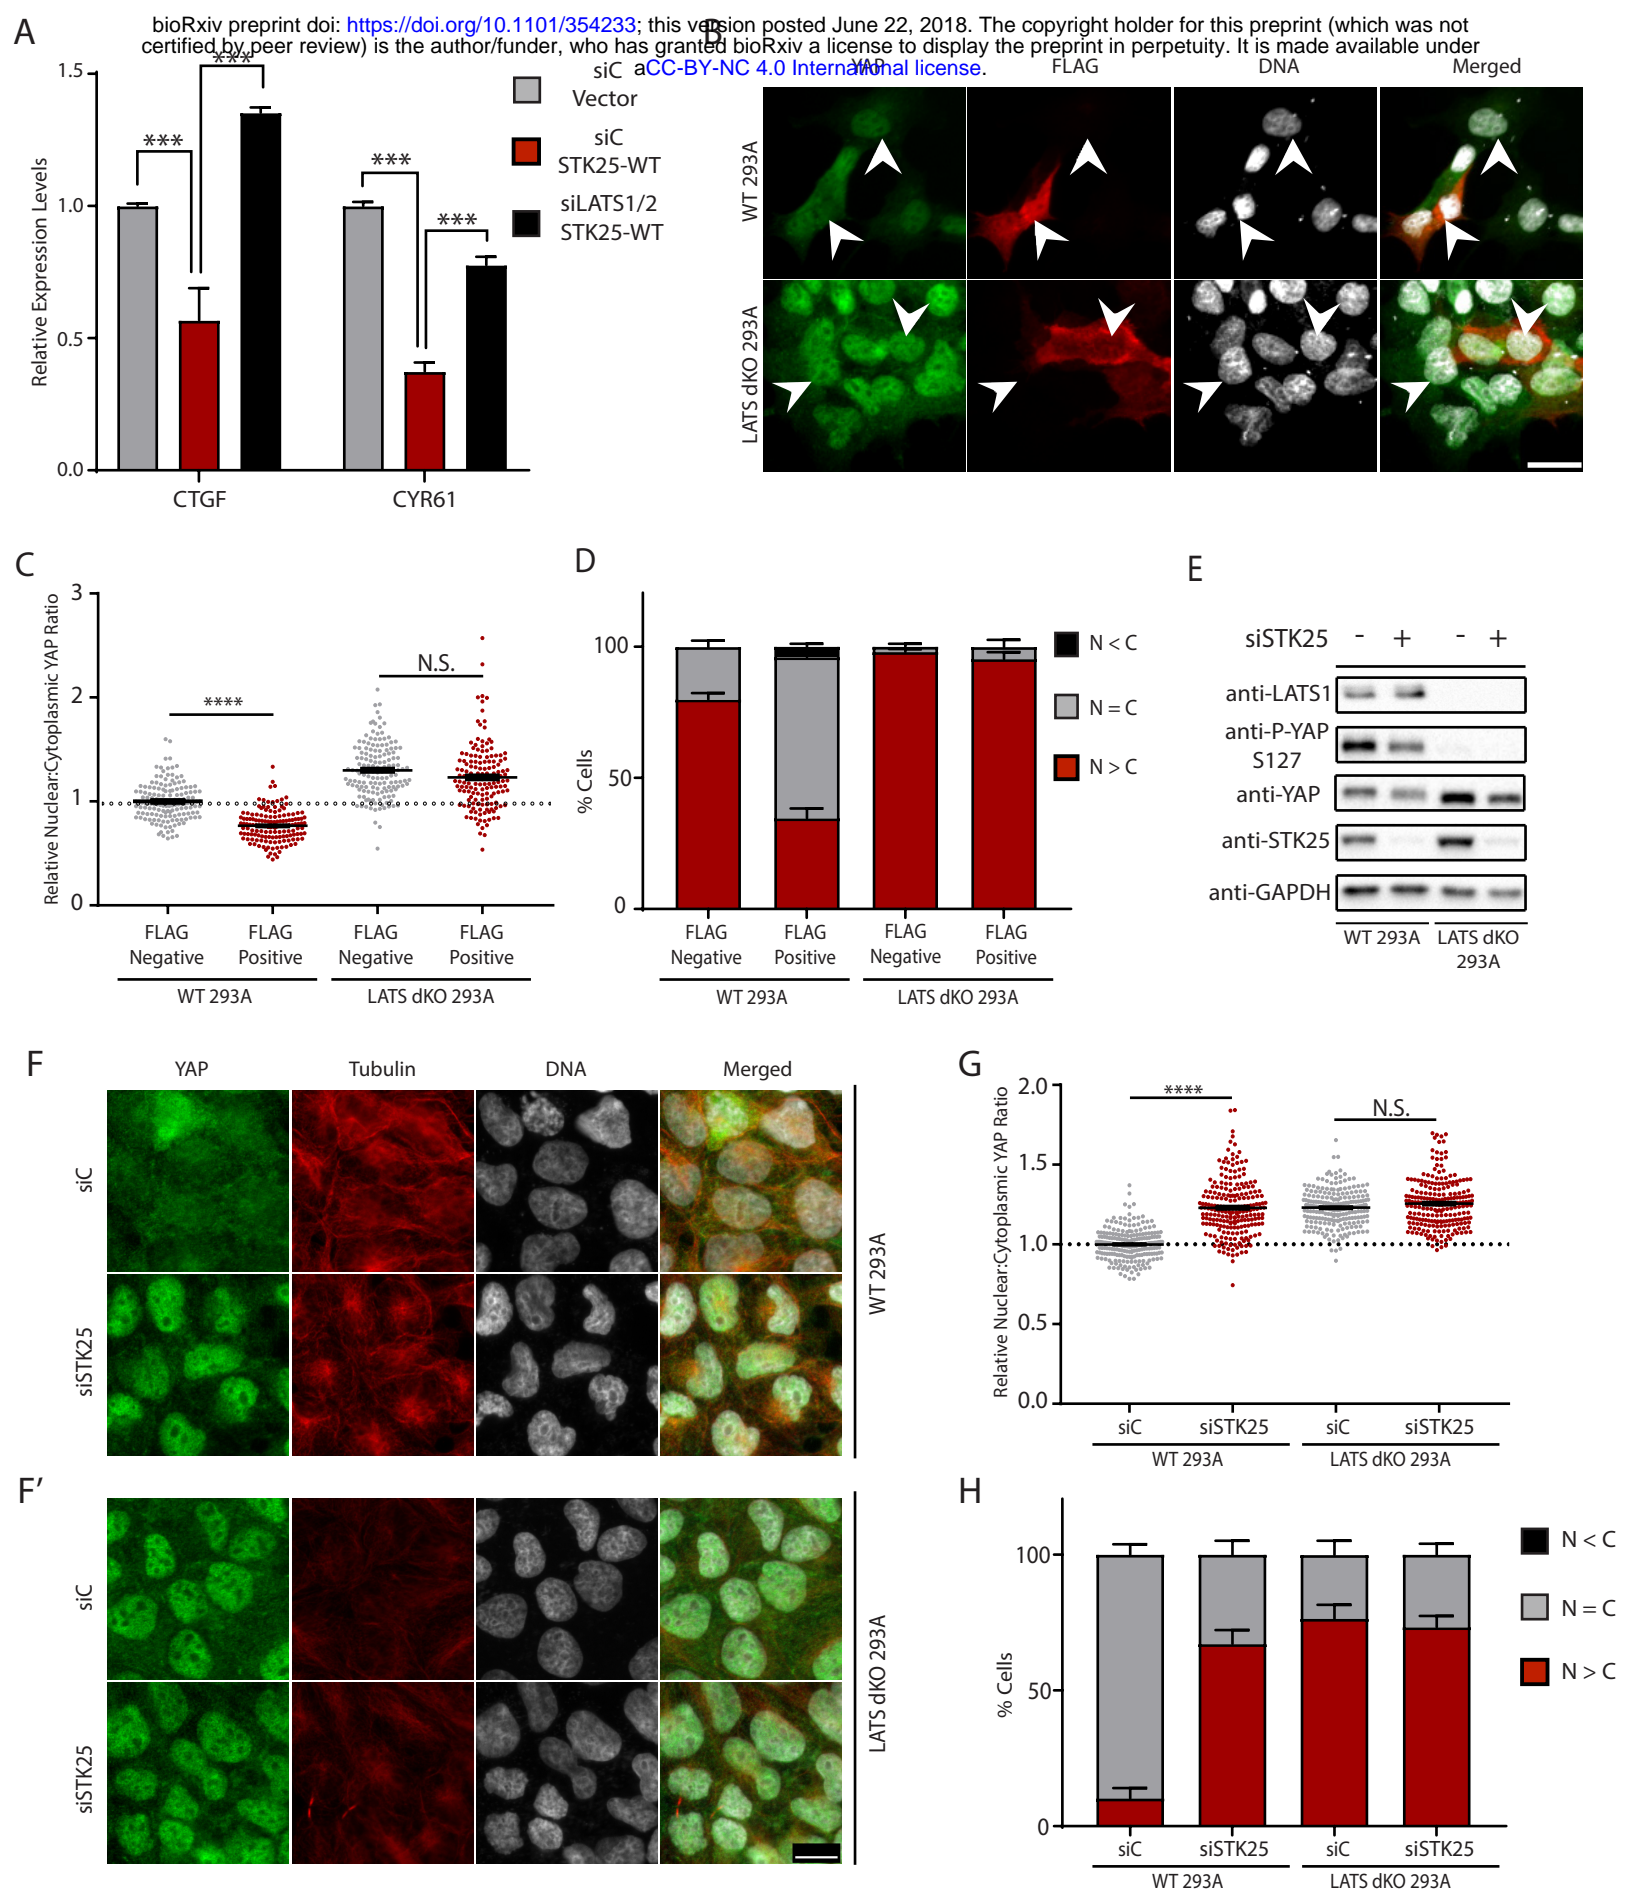 bioRxiv preprint doi: https://doi.org/10.1101/354233; this version posted June 22, 2018. The copyright holder for this preprint (which was not
certified by peer review) is the author/funder, who has granted bioRxiv a license to display the preprint in perpetuity. It is made available under
aCC-BY-NC 4.0 International license.
A
Relative Expression Levels
1.5
1.0
0.5
0.0
***
***
***
***
CTGF
CYR61
siC
Vector
siC
STK25-WT
siLATS1/2
STK25-WT
B
YAP
FLAG
DNA
Merged
WT 293A
LATS dKO 293A
C
Relative Nuclear:Cytoplasmic YAP Ratio
3
2
1
0
****
N.S.
FLAG
Negative
FLAG
Positive
FLAG
Negative
FLAG
Positive
WT 293A
LATS dKO 293A
D
% Cells
100
50
0
FLAG
Negative
FLAG
Positive
FLAG
Negative
FLAG
Positive
WT 293A
LATS dKO 293A
N < C
N = C
N > C
E
siSTK25 - + - +
anti-LATS1
anti-P-YAP
S127
anti-YAP
anti-STK25
anti-GAPDH
WT 293A
LATS dKO
293A
F
YAP
Tubulin
DNA
Merged
siC
siSTK25
WT 293A
F'
siC
siSTK25
LATS dKO 293A
G
Relative Nuclear:Cytoplasmic YAP Ratio
2.0
1.5
1.0
0.5
0.0
****
N.S.
siC
siSTK25
siC
siSTK25
WT 293A
LATS dKO 293A
H
% Cells
100
50
0
siC
siSTK25
siC
siSTK25
WT 293A
LATS dKO 293A
N < C
N = C
N > C